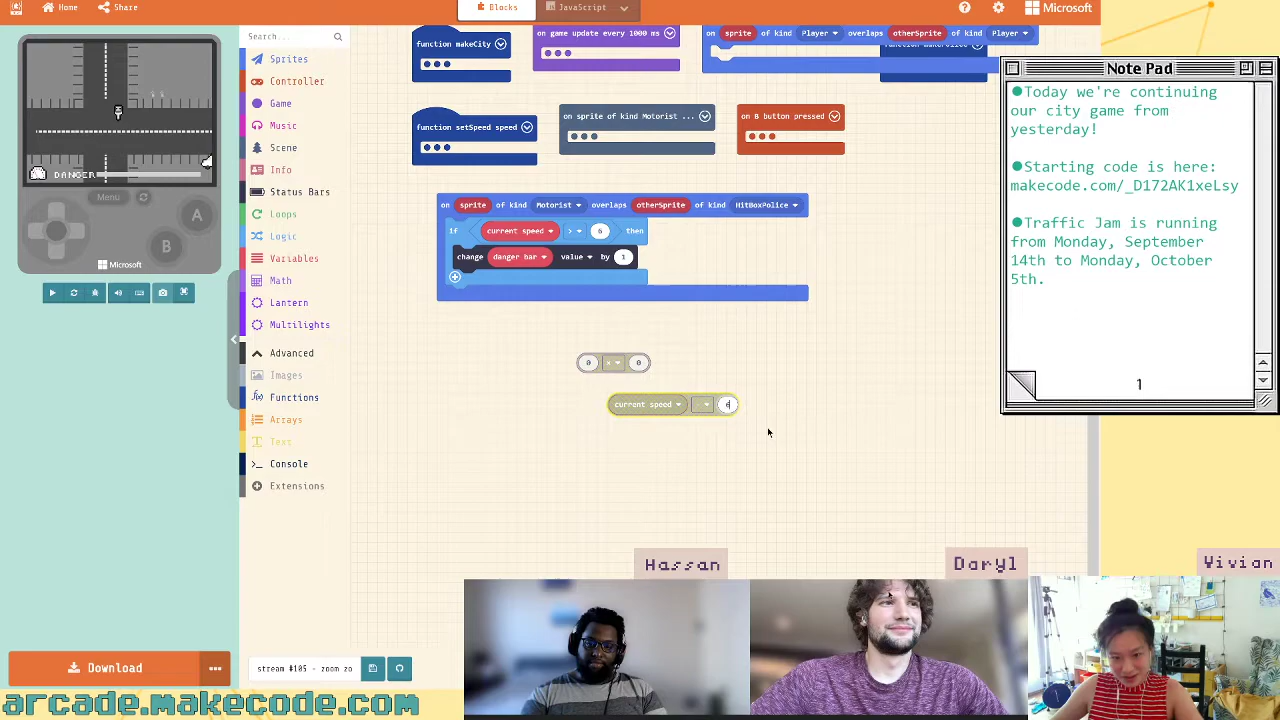 Home
Share
Blocks
JavaScript
Microsoft
Search...
Sprites
Controller
Game
Music
Scene
Info
Status Bars
Loops
Logic
Variables
Math
Lantern
Multilights
Advanced
Images
Functions
Arrays
Text
Console
Extensions
DANGER
Menu
A
B
Microsoft
function makeCity
on game update every 1000 ms
on sprite of kind Player overlaps otherSprite of kind Player
function setSpeed speed
on sprite of kind Motorist ...
on B button pressed
on sprite of kind Motorist overlaps otherSprite of kind HitBoxPolice
if current speed > 6 then
change danger bar value by 1
0 × 0
current speed - 6
Note Pad
●Today we're continuing
our city game from
yesterday!
●Starting code is here:
makecode.com/_D172AK1xeLsy
●Traffic Jam is running
from Monday, September
14th to Monday, October
5th.
1
Hassan
Daryl
Vivian
Download
stream #105 - zoom zo
arcade.makecode.com